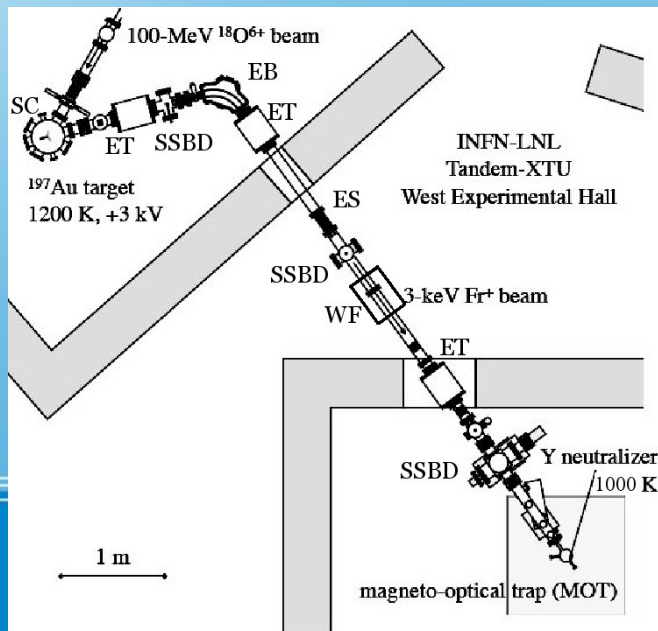 100-MeV ¹⁸O⁶⁺ beam
SC
EB
ET
ET
SSBD
¹⁹⁷Au target
1200 K, +3 kV
INFN-LNL
Tandem-XTU
West Experimental Hall
ES
SSBD
3-keV Fr⁺ beam
WF
ET
SSBD
Y neutralizer
1000 K
1 m
magneto-optical trap (MOT)